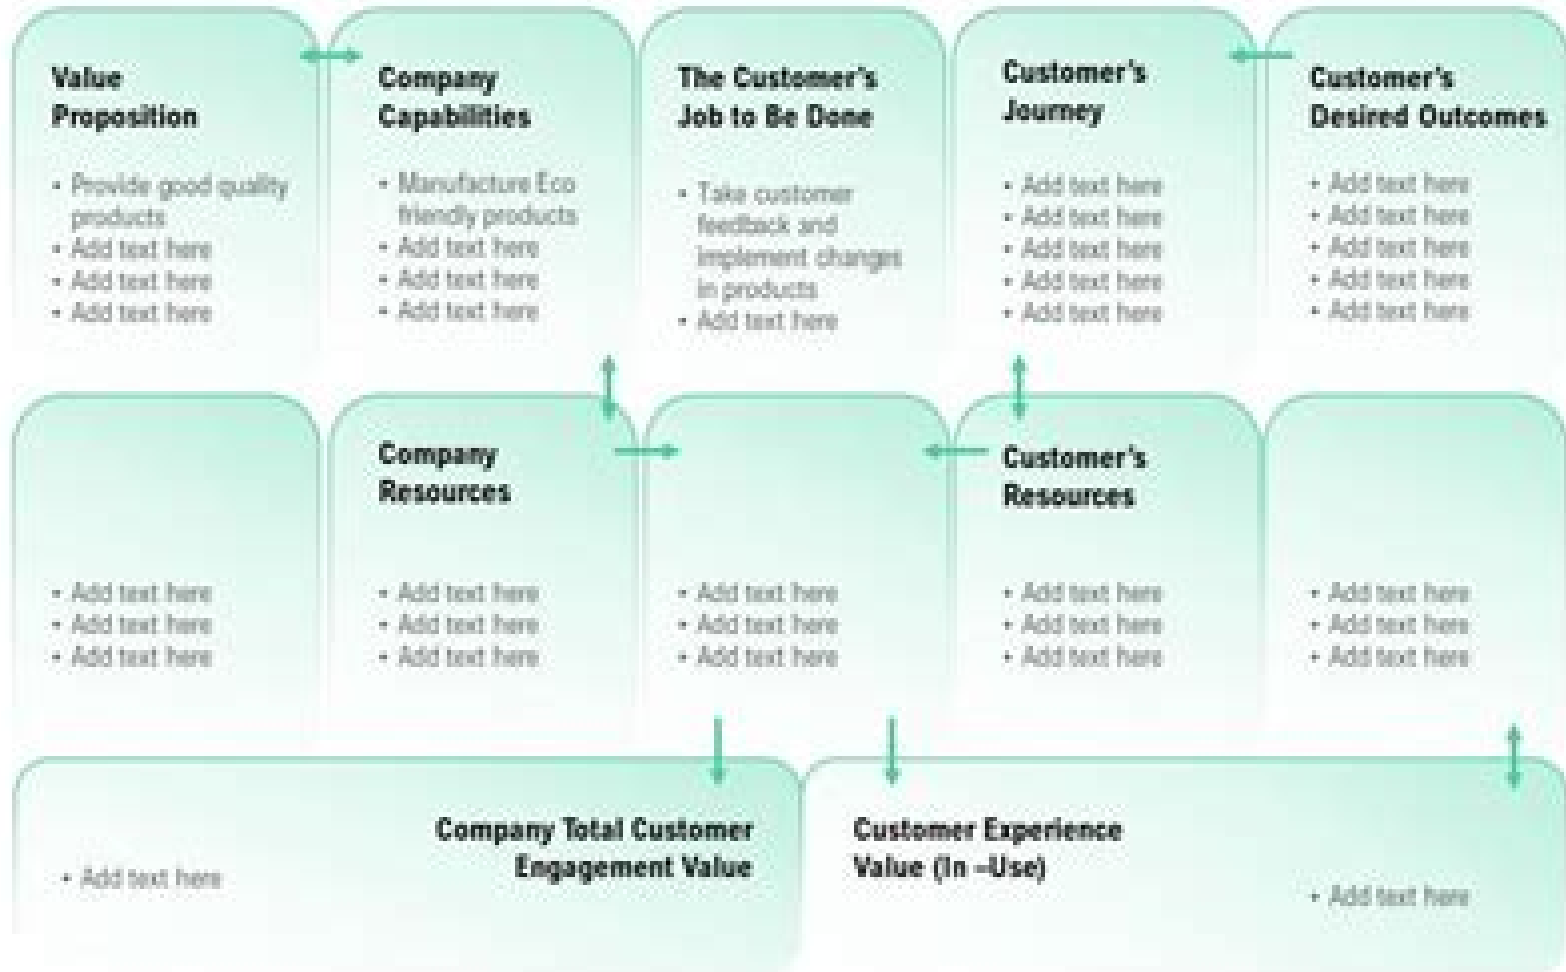 Value
Proposition
• Provide good quality
products
• Add text here
• Add text here
• Add text here
Company
Capabilities
• Manufacture Eco
friendly products
• Add text here
• Add text here
• Add text here
The Customer's
Job to Be Done
• Take customer
feedback and
implement changes
in products
• Add text here
Customer's
Journey
• Add text here
• Add text here
• Add text here
• Add text here
• Add text here
Customer's
Desired Outcomes
• Add text here
• Add text here
• Add text here
• Add text here
• Add text here
• Add text here
• Add text here
• Add text here
Company
Resources
• Add text here
• Add text here
• Add text here
• Add text here
• Add text here
• Add text here
Customer's
Resources
• Add text here
• Add text here
• Add text here
• Add text here
• Add text here
• Add text here
Company Total Customer
Engagement Value
• Add text here
Customer Experience
Value (In –Use)
• Add text here